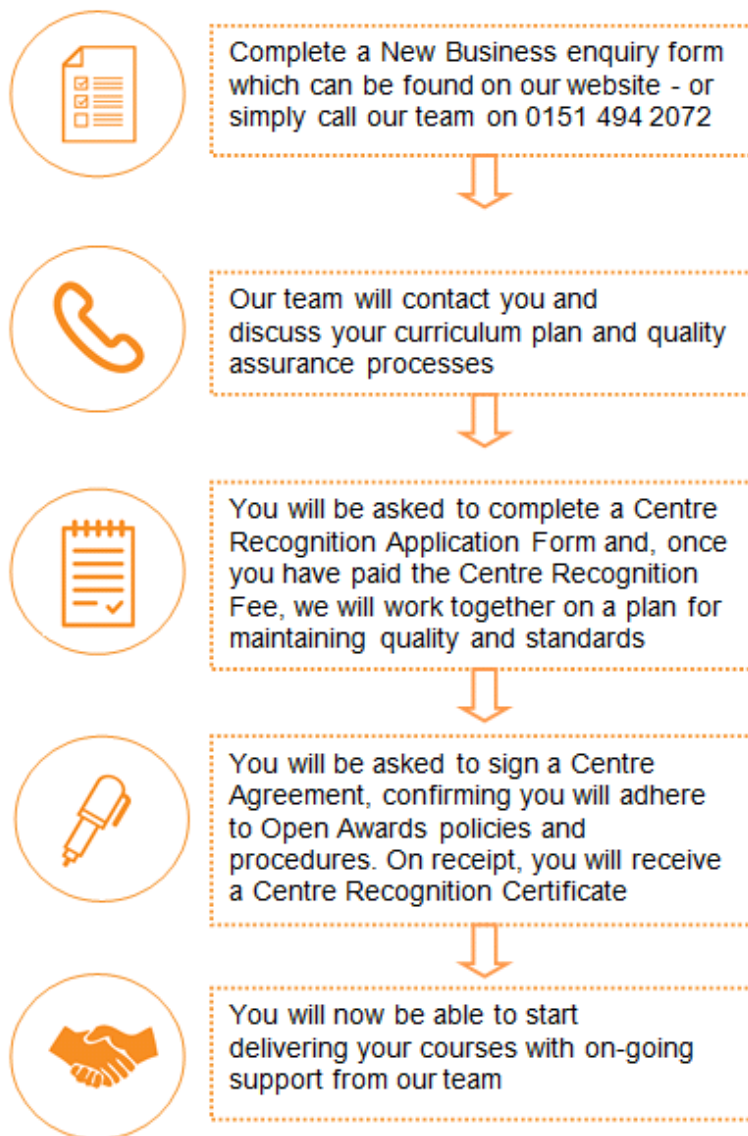 Complete a New Business enquiry form
which can be found on our website - or
simply call our team on 0151 494 2072
Our team will contact you and
discuss your curriculum plan and quality
assurance processes
You will be asked to complete a Centre
Recognition Application Form and, once
you have paid the Centre Recognition
Fee, we will work together on a plan for
maintaining quality and standards
You will be asked to sign a Centre
Agreement, confirming you will adhere
to Open Awards policies and
procedures. On receipt, you will receive
a Centre Recognition Certificate
You will now be able to start
delivering your courses with on-going
support from our team